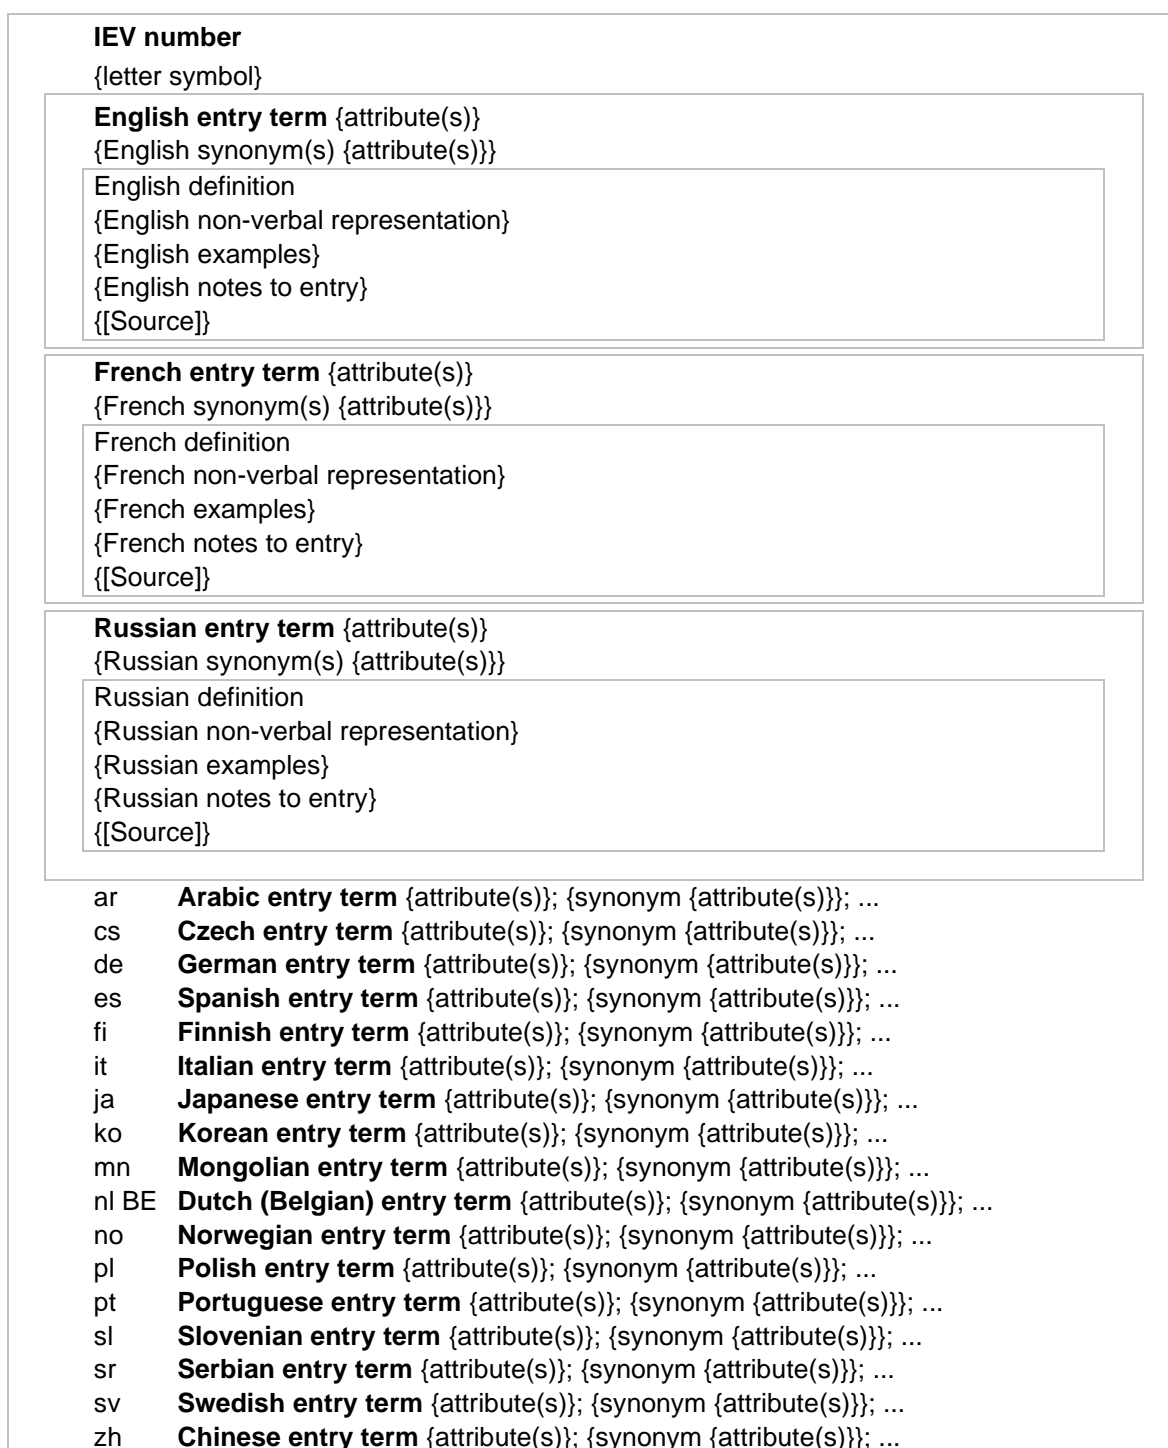 IEV number
{letter symbol}
English entry term {attribute(s)}
{English synonym(s) {attribute(s)}}
English definition
{English non-verbal representation}
{English examples}
{English notes to entry}
{[Source]}
French entry term {attribute(s)}
{French synonym(s) {attribute(s)}}
French definition
{French non-verbal representation}
{French examples}
{French notes to entry}
{[Source]}
Russian entry term {attribute(s)}
{Russian synonym(s) {attribute(s)}}
Russian definition
{Russian non-verbal representation}
{Russian examples}
{Russian notes to entry}
{[Source]}
ar Arabic entry term {attribute(s)}; {synonym {attribute(s)}}; ...
cs Czech entry term {attribute(s)}; {synonym {attribute(s)}}; ...
de German entry term {attribute(s)}; {synonym {attribute(s)}}; ...
es Spanish entry term {attribute(s)}; {synonym {attribute(s)}}; ...
fi Finnish entry term {attribute(s)}; {synonym {attribute(s)}}; ...
it Italian entry term {attribute(s)}; {synonym {attribute(s)}}; ...
ja Japanese entry term {attribute(s)}; {synonym {attribute(s)}}; ...
ko Korean entry term {attribute(s)}; {synonym {attribute(s)}}; ...
mn Mongolian entry term {attribute(s)}; {synonym {attribute(s)}}; ...
nl BE Dutch (Belgian) entry term {attribute(s)}; {synonym {attribute(s)}}; ...
no Norwegian entry term {attribute(s)}; {synonym {attribute(s)}}; ...
pl Polish entry term {attribute(s)}; {synonym {attribute(s)}}; ...
pt Portuguese entry term {attribute(s)}; {synonym {attribute(s)}}; ...
sl Slovenian entry term {attribute(s)}; {synonym {attribute(s)}}; ...
sr Serbian entry term {attribute(s)}; {synonym {attribute(s)}}; ...
sv Swedish entry term {attribute(s)}; {synonym {attribute(s)}}; ...
zh Chinese entry term {attribute(s)}; {synonym {attribute(s)}}; ...